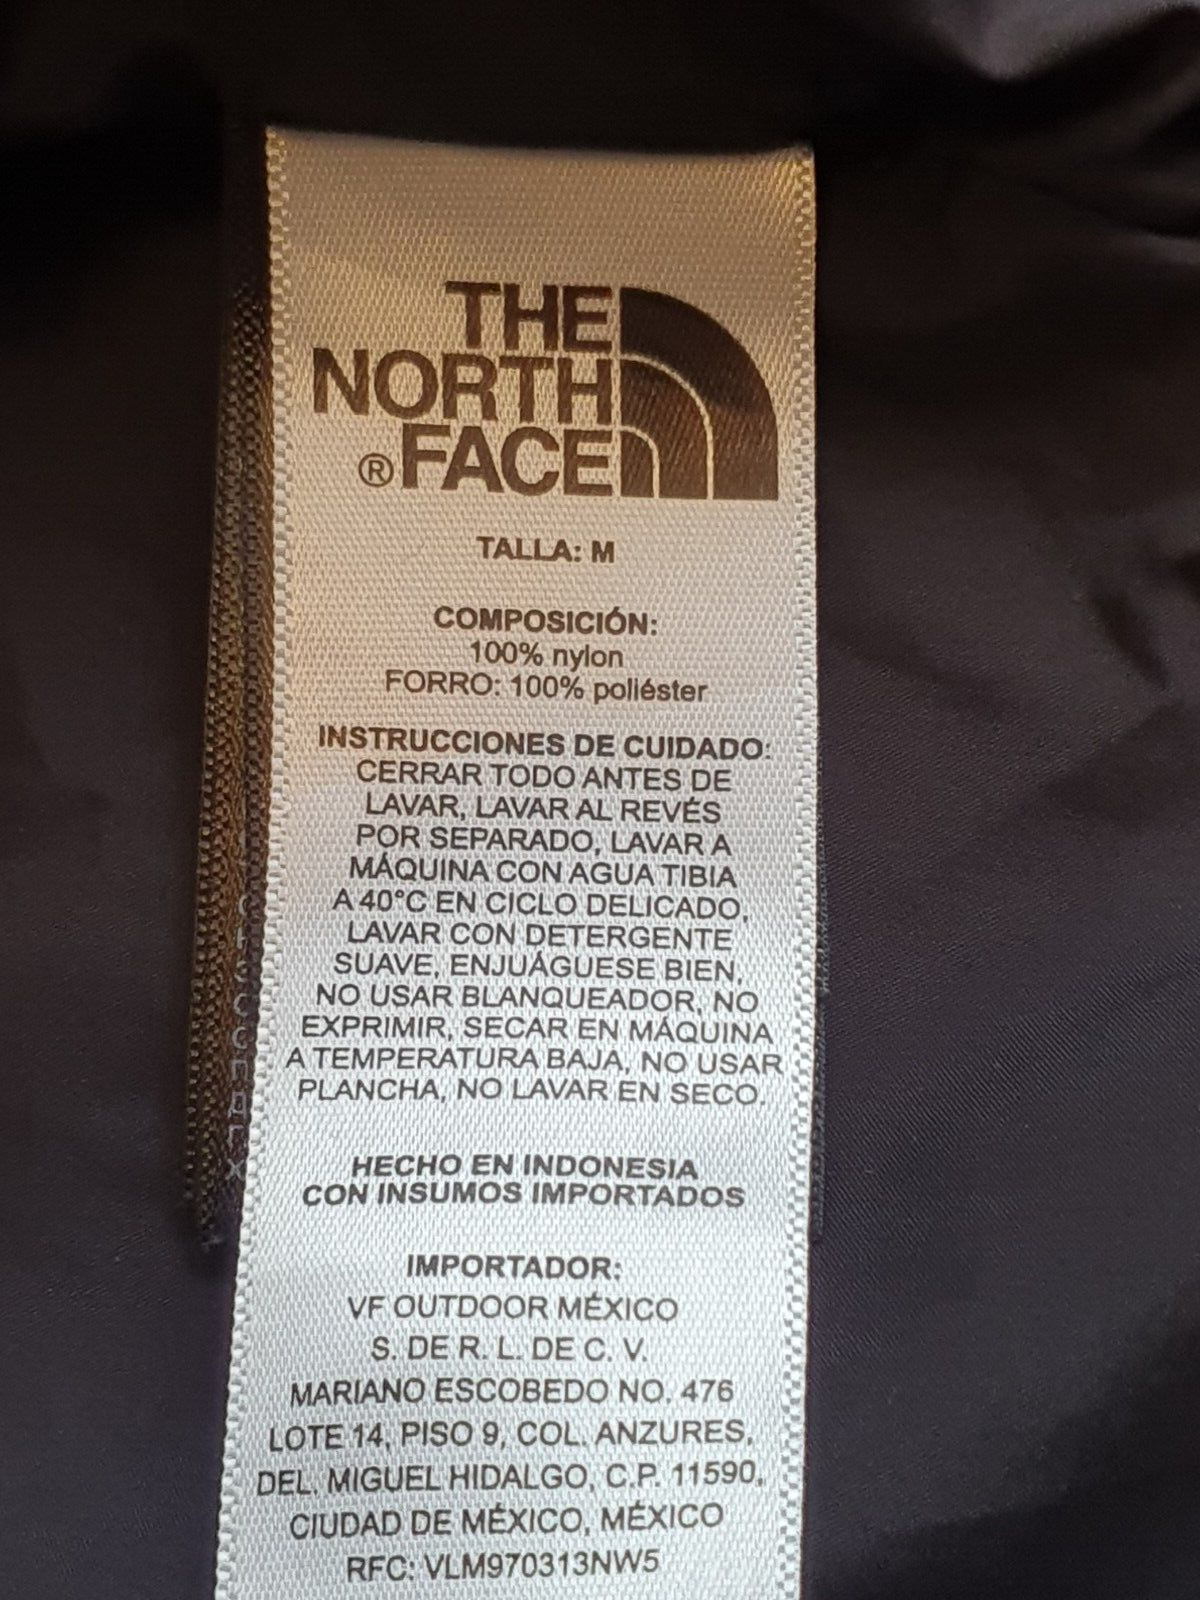 THE
NORTH
®FACE
TALLA: M
COMPOSICIÓN:
100% nylon
FORRO: 100% poliéster
INSTRUCCIONES DE CUIDADO:
CERRAR TODO ANTES DE
LAVAR, LAVAR AL REVÉS
POR SEPARADO, LAVAR A
MÁQUINA CON AGUA TIBIA
A 40°C EN CICLO DELICADO,
LAVAR CON DETERGENTE
SUAVE, ENJUÁGUESE BIEN,
NO USAR BLANQUEADOR, NO
EXPRIMIR, SECAR EN MÁQUINA
A TEMPERATURA BAJA, NO USAR
PLANCHA, NO LAVAR EN SECO.
HECHO EN INDONESIA
CON INSUMOS IMPORTADOS
IMPORTADOR:
VF OUTDOOR MÉXICO
S. DE R. L. DE C. V.
MARIANO ESCOBEDO NO. 476
LOTE 14, PISO 9, COL. ANZURES,
DEL. MIGUEL HIDALGO, C.P. 11590,
CIUDAD DE MÉXICO, MÉXICO
RFC: VLM970313NW5